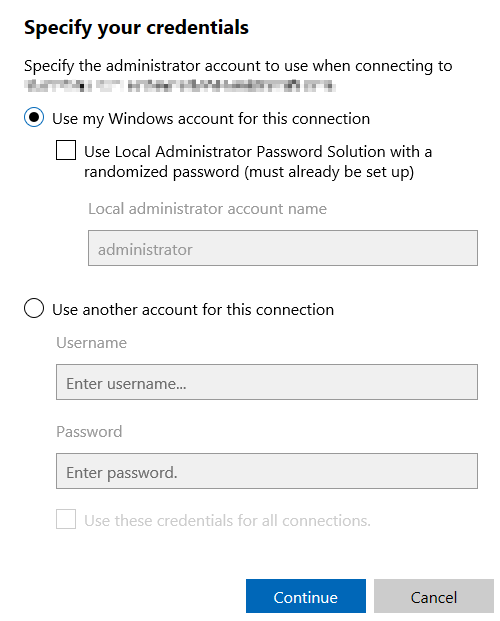 Specify your credentials
Specify the administrator account to use when connecting to
Use my Windows account for this connection
Use Local Administrator Password Solution with a
randomized password (must already be set up)
Local administrator account name
administrator
Use another account for this connection
Username
Enter username...
Password
Enter password.
Use these credentials for all connections.
Continue
Cancel